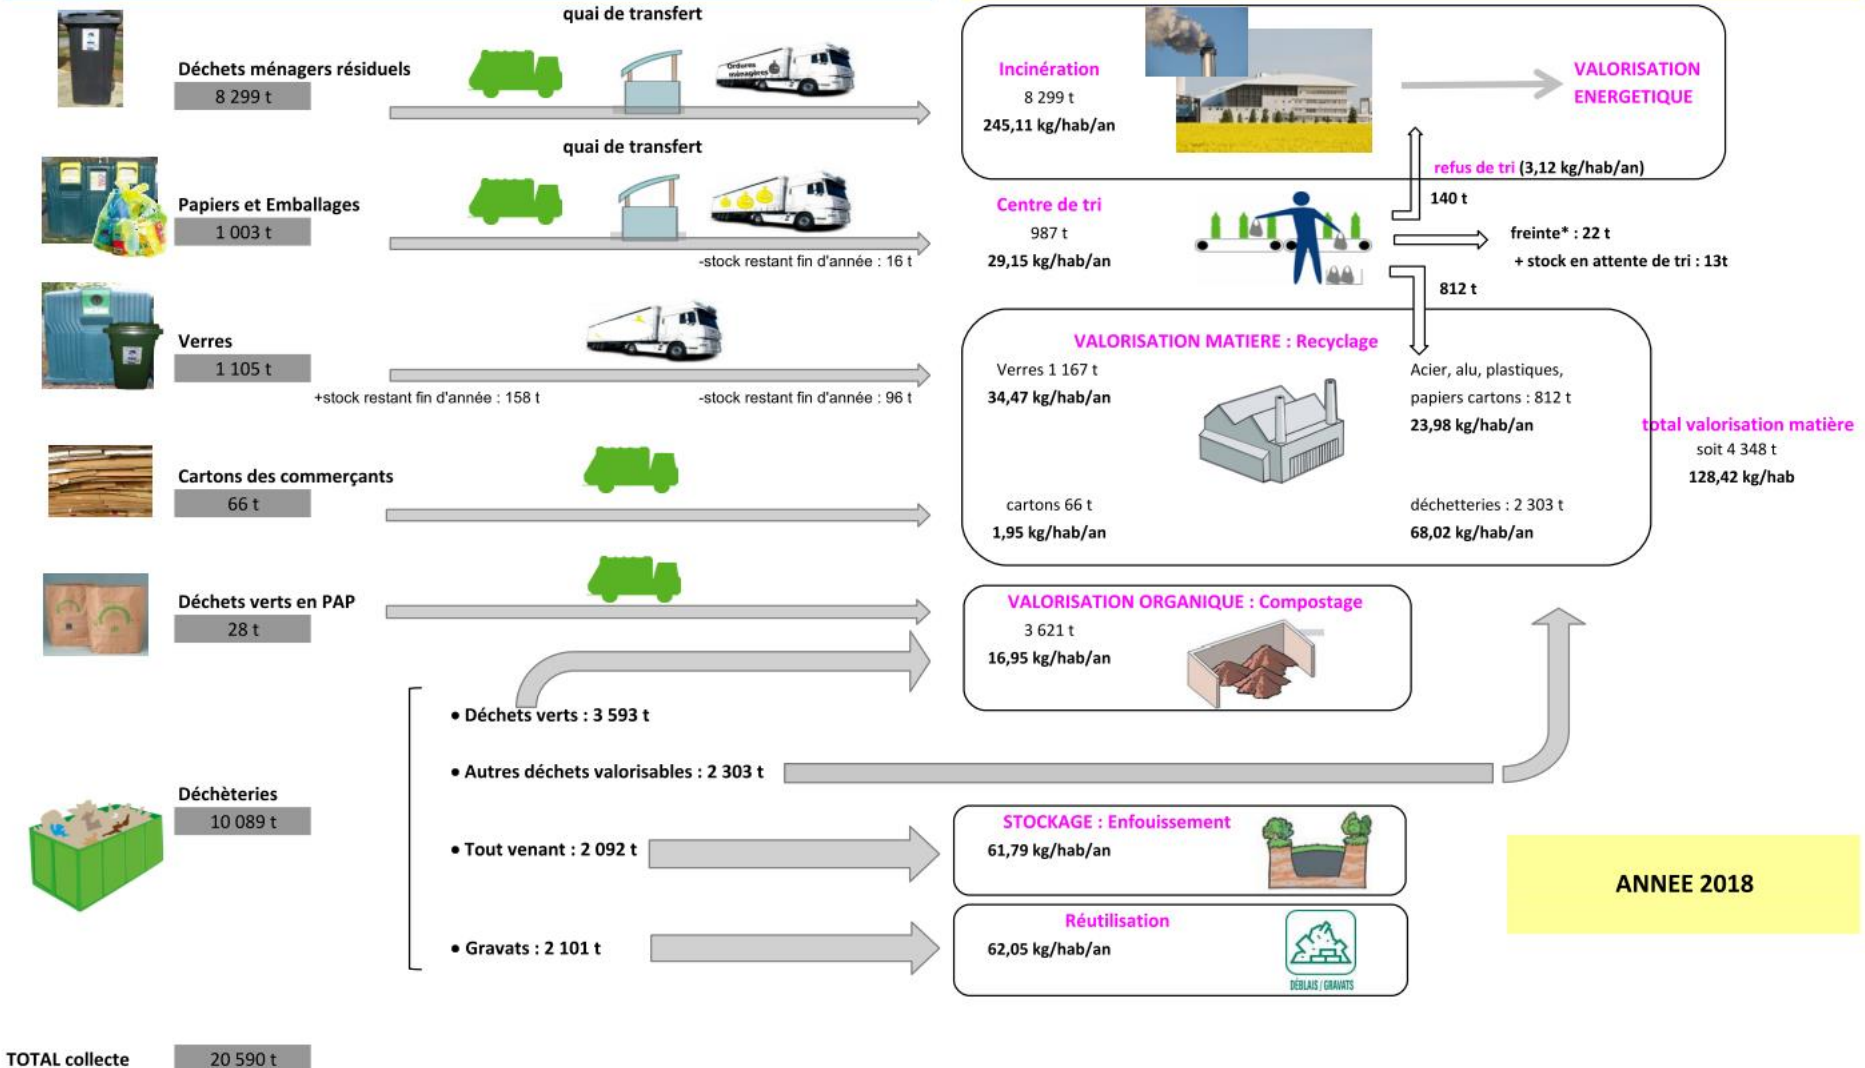 quai de transfert
Déchets ménagers résiduels
8 299 t
Ordures
ménagères
Incinération
8 299 t
245,11 kg/hab/an
VALORISATION
ENERGETIQUE
quai de transfert
refus de tri (3,12 kg/hab/an)
140 t
Papiers et Emballages
1 003 t
-stock restant fin d'année : 16 t
Centre de tri
987 t
29,15 kg/hab/an
freinte* : 22 t
+ stock en attente de tri : 13t
812 t
Verres
1 105 t
+stock restant fin d'année : 158 t
-stock restant fin d'année : 96 t
VALORISATION MATIERE : Recyclage
Verres 1 167 t
34,47 kg/hab/an
Acier, alu, plastiques,
papiers cartons : 812 t
23,98 kg/hab/an
total valorisation matière
soit 4 348 t
128,42 kg/hab
Cartons des commerçants
66 t
cartons 66 t
1,95 kg/hab/an
déchetteries : 2 303 t
68,02 kg/hab/an
Déchets verts en PAP
28 t
VALORISATION ORGANIQUE : Compostage
3 621 t
16,95 kg/hab/an
• Déchets verts : 3 593 t
• Autres déchets valorisables : 2 303 t
Déchèteries
10 089 t
• Tout venant : 2 092 t
STOCKAGE : Enfouissement
61,79 kg/hab/an
• Gravats : 2 101 t
Réutilisation
62,05 kg/hab/an
DÉBLAIS / GRAVATS
ANNEE 2018
TOTAL collecte
20 590 t